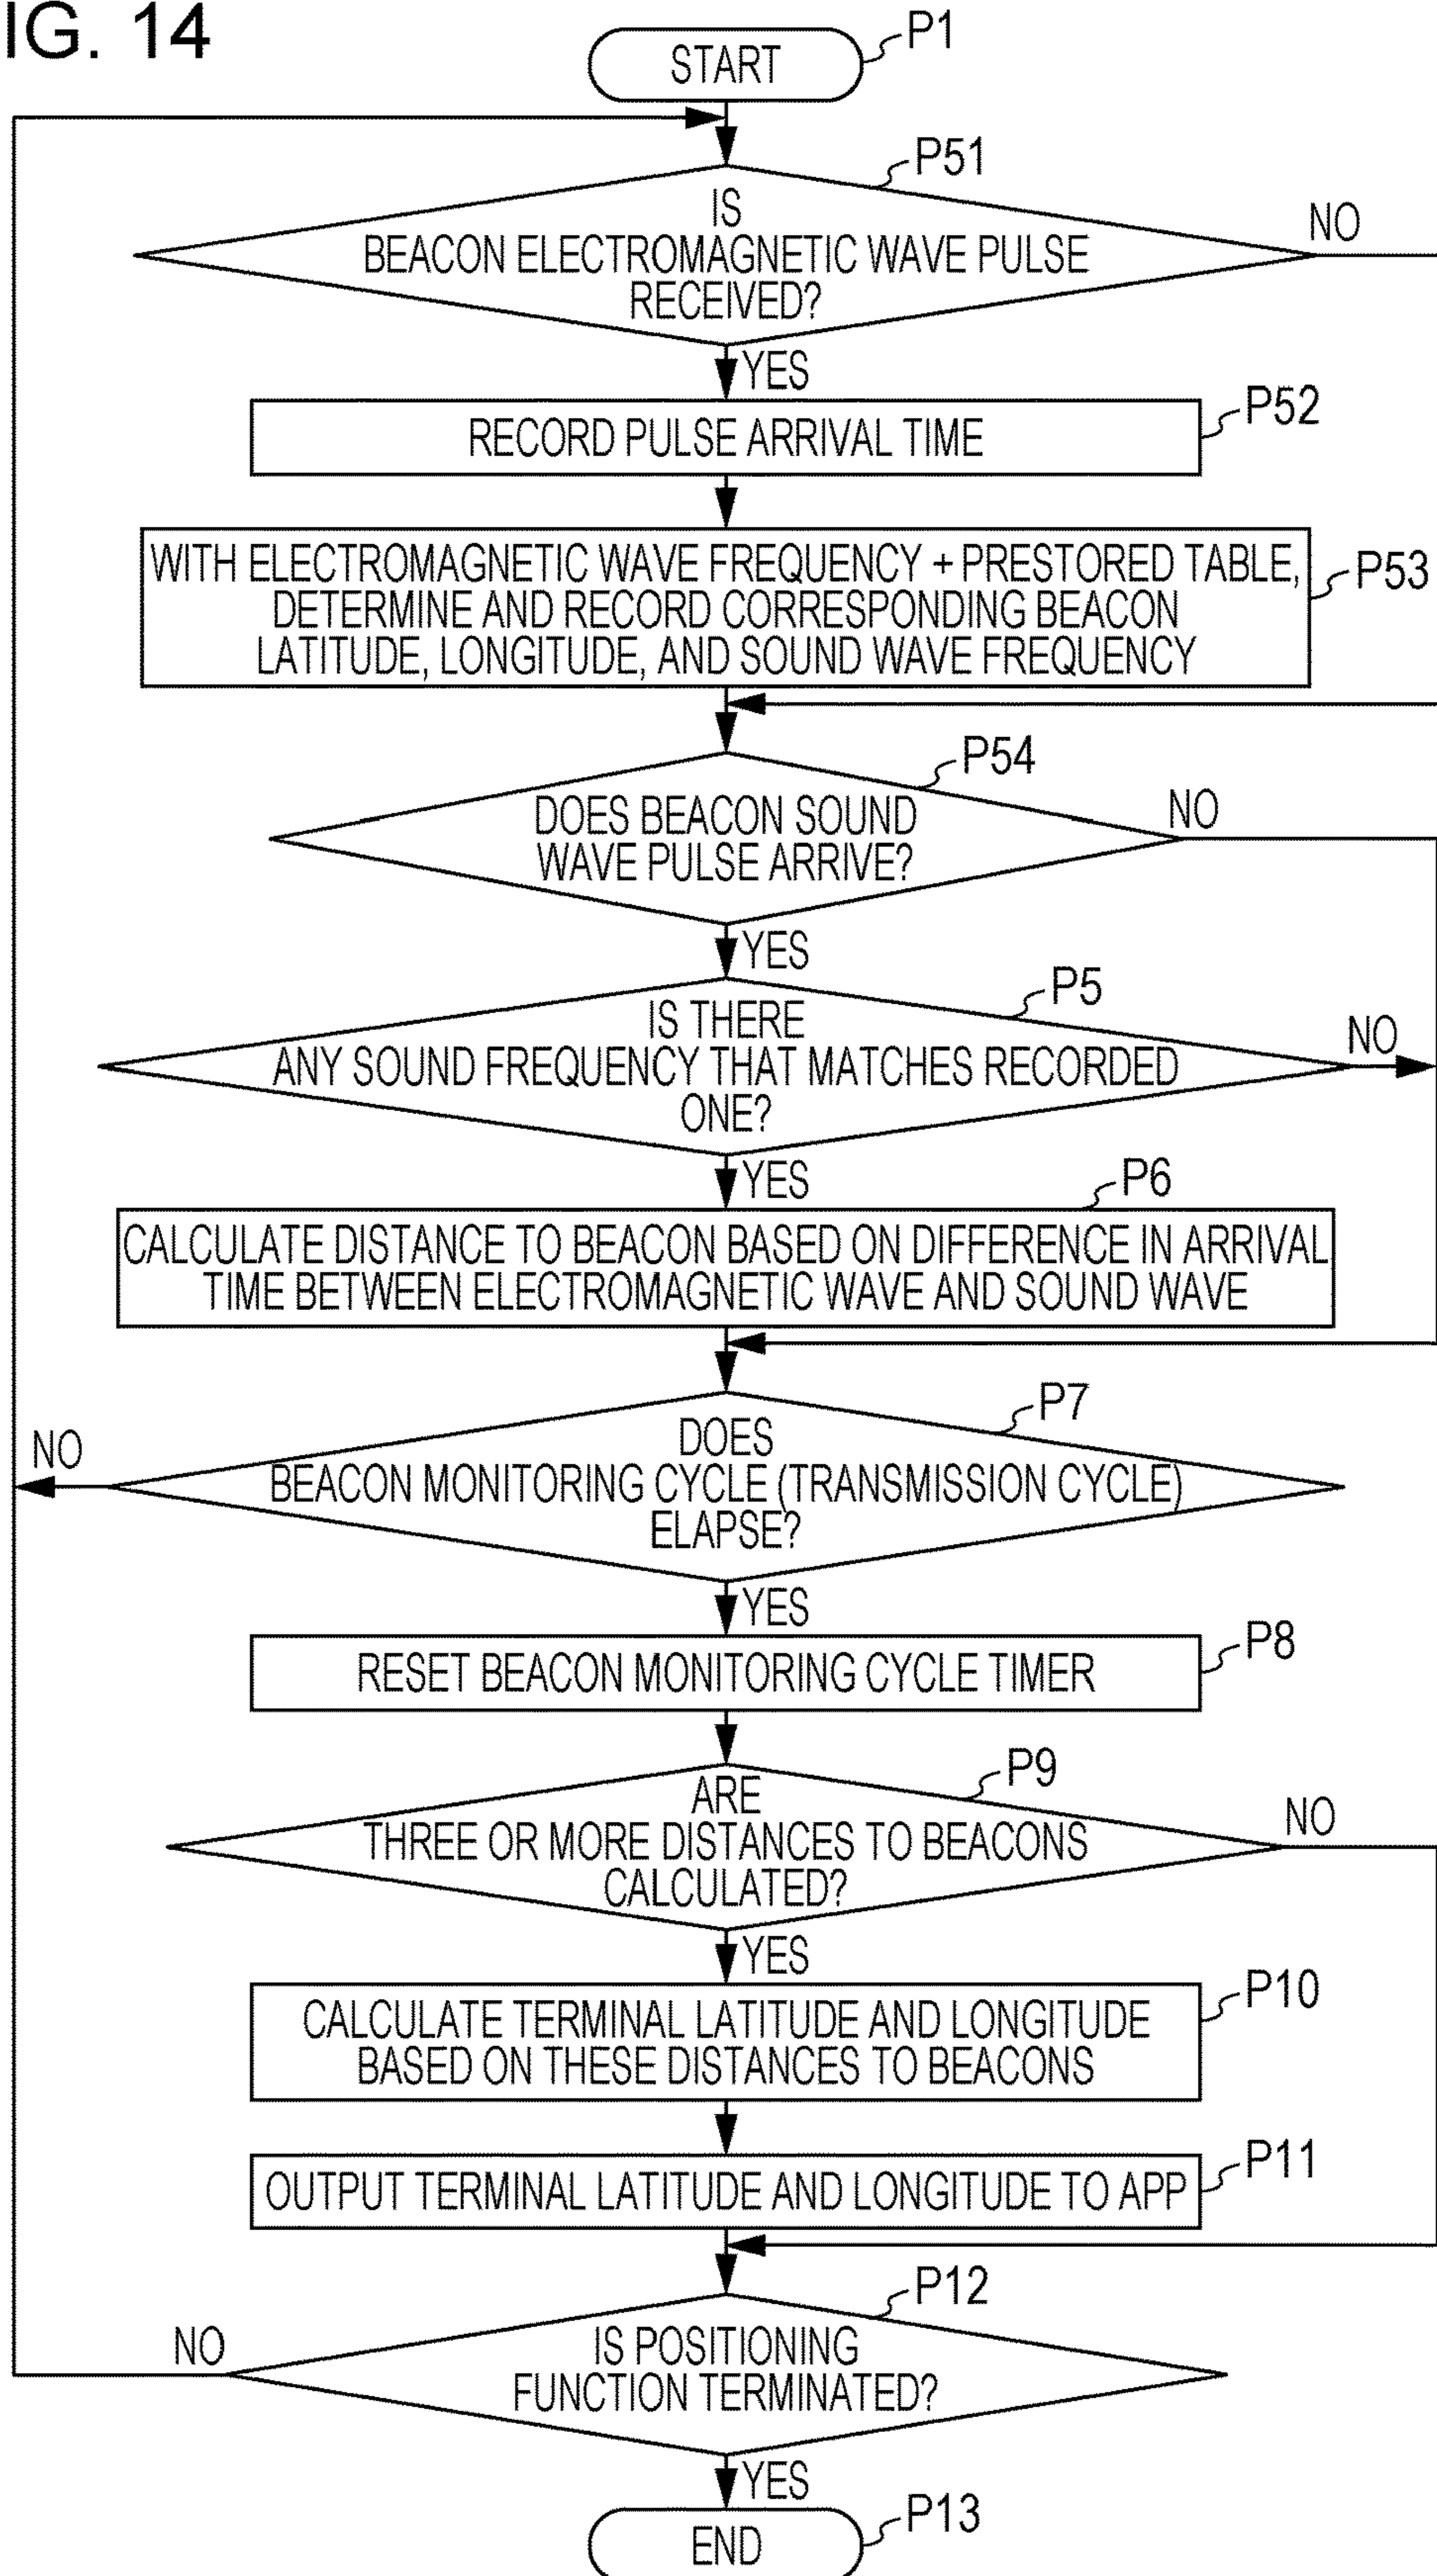 IG. 14
START
P1
P51
IS
BEACON ELECTROMAGNETIC WAVE PULSE
RECEIVED?
NO
YES
RECORD PULSE ARRIVAL TIME
P52
WITH ELECTROMAGNETIC WAVE FREQUENCY + PRESTORED TABLE,
DETERMINE AND RECORD CORRESPONDING BEACON
LATITUDE, LONGITUDE, AND SOUND WAVE FREQUENCY
P53
P54
DOES BEACON SOUND
WAVE PULSE ARRIVE?
NO
YES
P5
IS THERE
ANY SOUND FREQUENCY THAT MATCHES RECORDED
ONE?
NO
YES
P6
CALCULATE DISTANCE TO BEACON BASED ON DIFFERENCE IN ARRIVAL
TIME BETWEEN ELECTROMAGNETIC WAVE AND SOUND WAVE
P7
DOES
BEACON MONITORING CYCLE (TRANSMISSION CYCLE)
ELAPSE?
NO
YES
RESET BEACON MONITORING CYCLE TIMER
P8
P9
ARE
THREE OR MORE DISTANCES TO BEACONS
CALCULATED?
NO
YES
CALCULATE TERMINAL LATITUDE AND LONGITUDE
BASED ON THESE DISTANCES TO BEACONS
P10
OUTPUT TERMINAL LATITUDE AND LONGITUDE TO APP
P11
P12
IS POSITIONING
FUNCTION TERMINATED?
NO
YES
END
P13